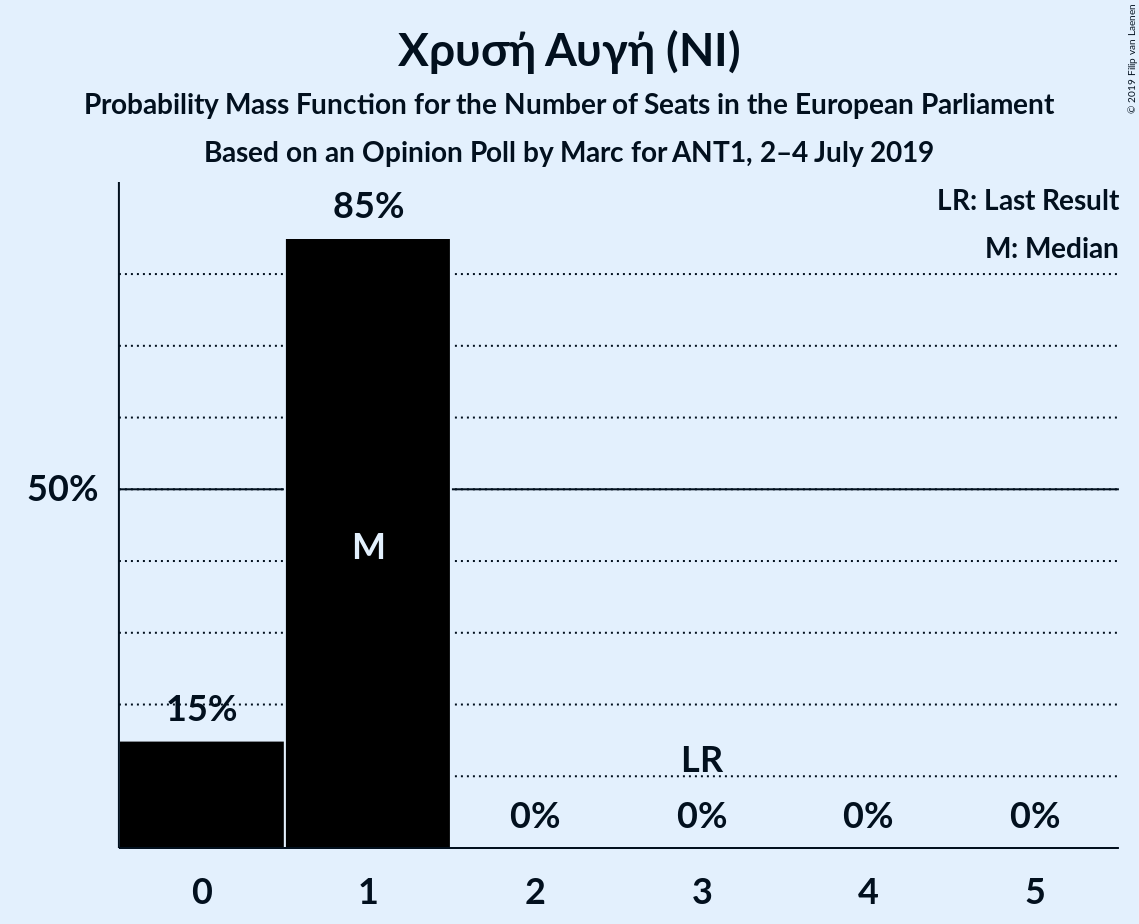 Χρυσή Αυγή (NI)
Probability Mass Function for the Number of Seats in the European Parliament
Based on an Opinion Poll by Marc for ANT1, 2–4 July 2019
© 2019 Filip van Laenen
LR: Last Result
M: Median
85%
50%
M
15%
LR
0% 0% 0% 0%
0 1 2 3 4 5